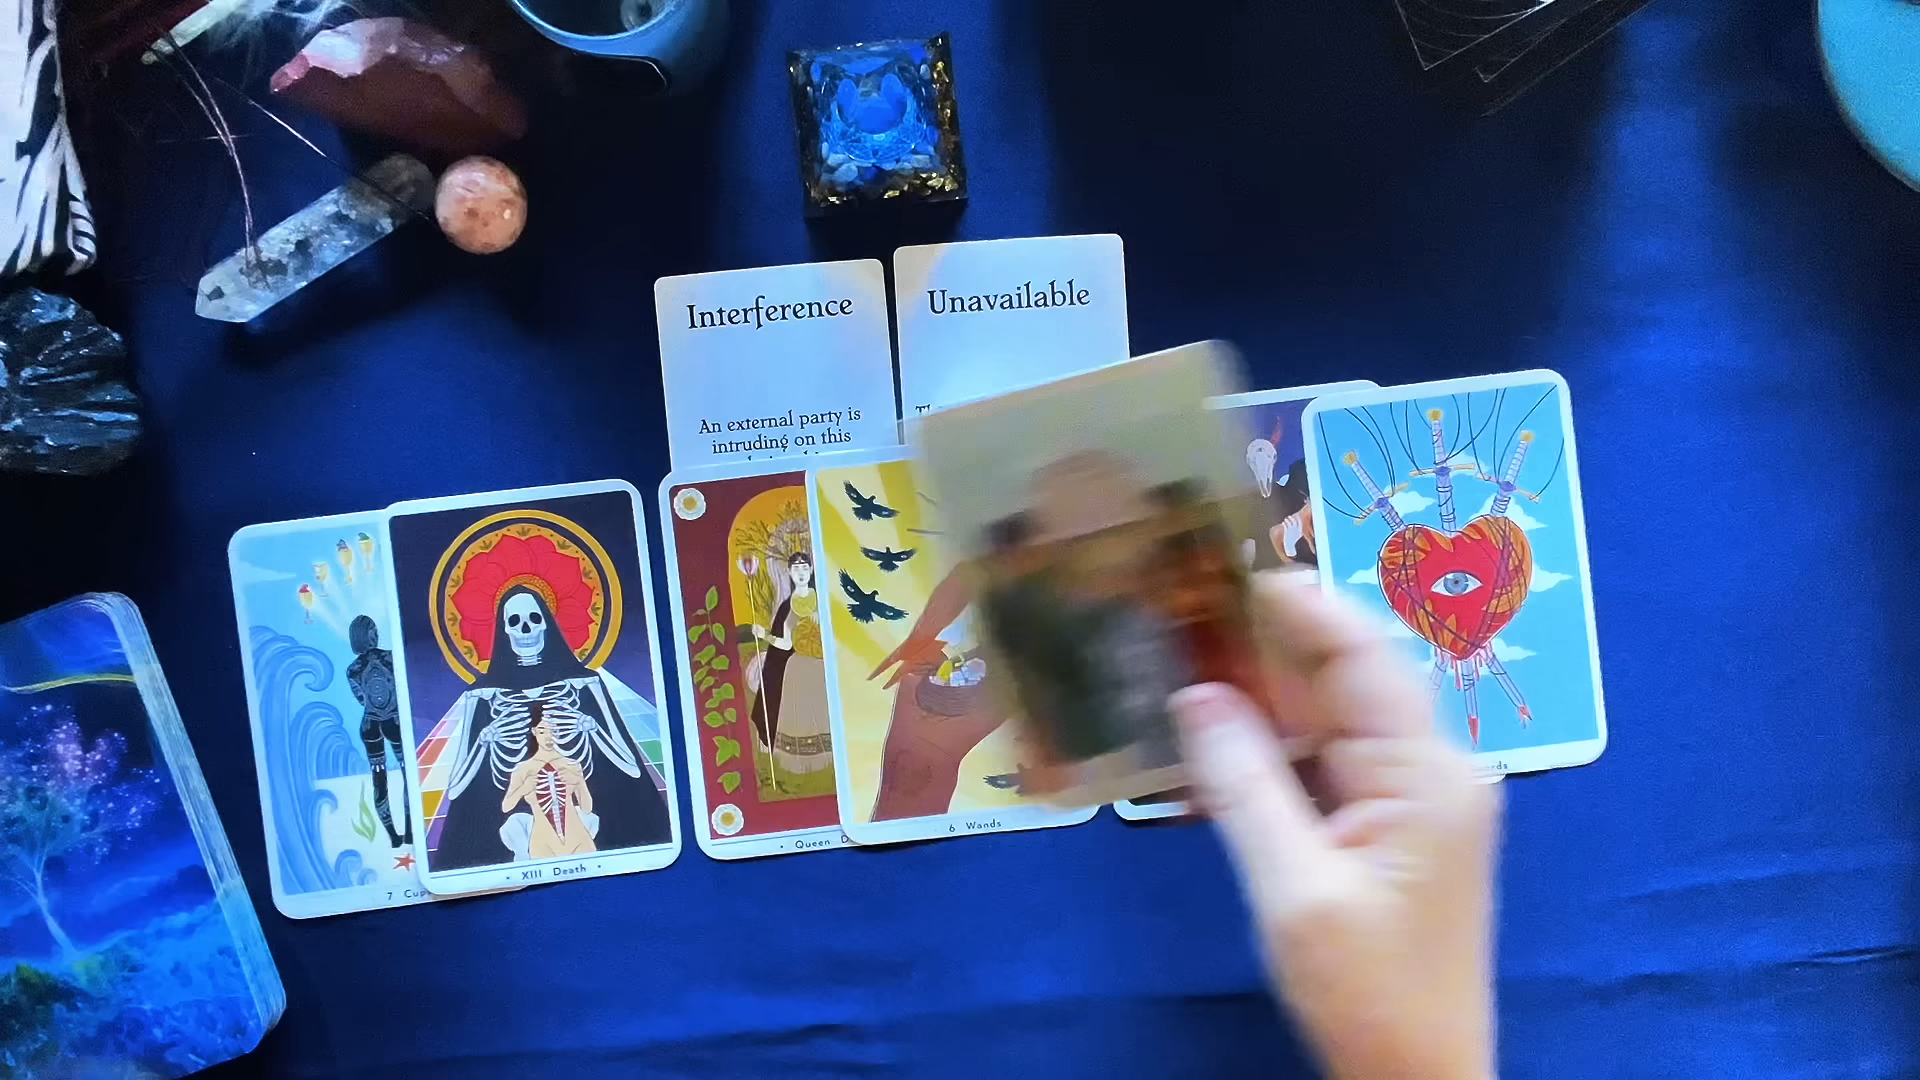 Interference
Unavailable
An external party is
intruding on this
7 Cup
• XIII Death •
• Queen D
6 Wands